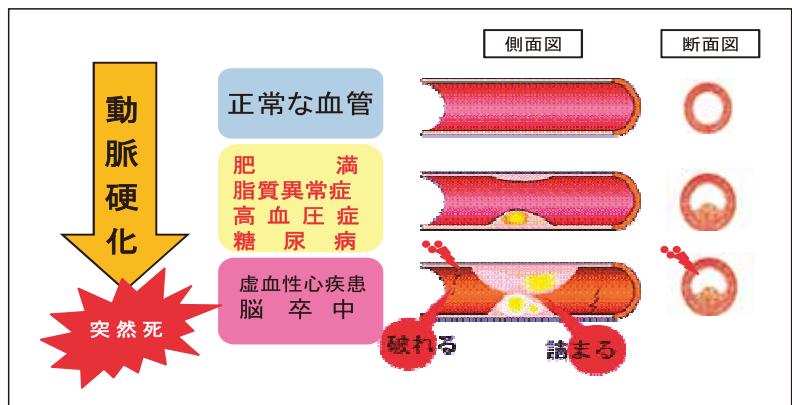 側面図
断面図
動脈硬化
正常な血管
肥満
脂質異常症
高血圧症
糖尿病
虚血性心疾患
脳卒中
突然死
破れる
詰まる